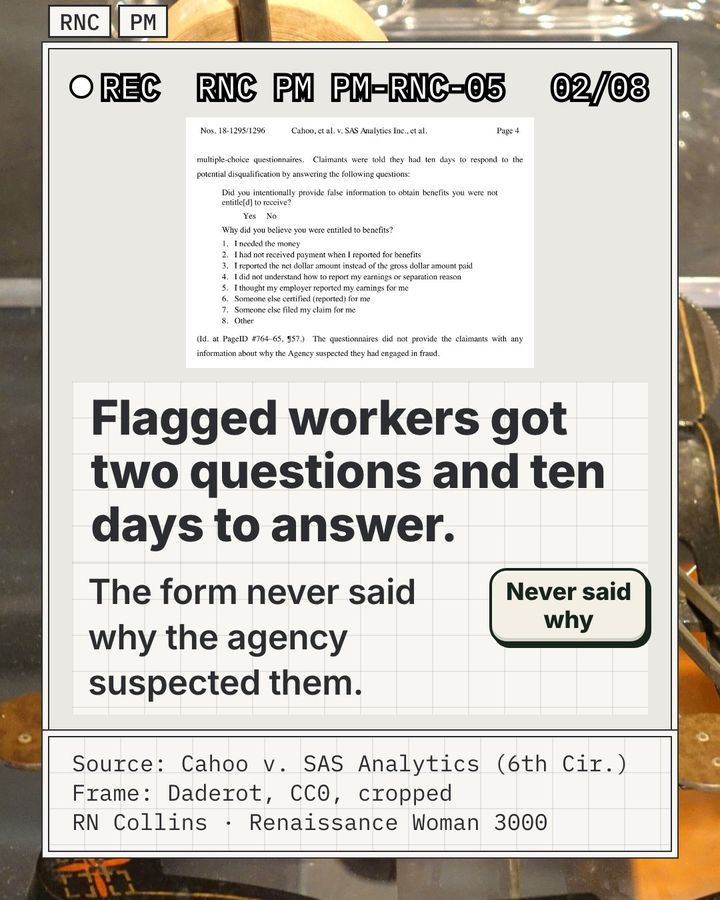 RNC PM
REC RNC PM PM-RNC-05 02/08
Nos. 18-1295/1296 Cahoo, et al. v. SAS Analytics Inc., et al. Page 4
multiple-choice questionnaires. Claimants were told they had ten days to respond to the
potential disqualification by answering the following questions:
Did you intentionally provide false information to obtain benefits you were not
entitle[d] to receive?
Yes No
Why did you believe you were entitled to benefits?
1. I needed the money
2. I had not received payment when I reported for benefits
3. I reported the net dollar amount instead of the gross dollar amount paid
4. I did not understand how to report my earnings or separation reason
5. I thought my employer reported my earnings for me
6. Someone else certified (reported) for me
7. Someone else filed my claim for me
8. Other
(Id. at PageID #764–65, ¶57.) The questionnaires did not provide the claimants with any
information about why the Agency suspected they had engaged in fraud.
Flagged workers got
two questions and ten
days to answer.
The form never said
why the agency
suspected them.
Never said
why
Source: Cahoo v. SAS Analytics (6th Cir.)
Frame: Daderot, CC0, cropped
RN Collins · Renaissance Woman 3000